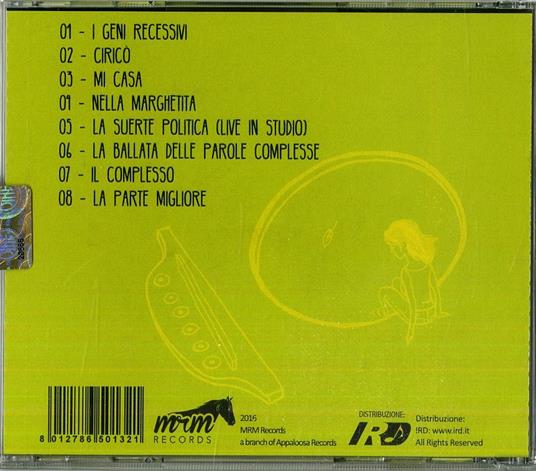 01 - I GENI RECESSIVI
02 - CIRICÒ
03 - MI CASA
04 - NELLA MARGHETITA
05 - LA SUERTE POLITICA (LIVE IN STUDIO)
06 - LA BALLATA DELLE PAROLE COMPLESSE
07 - IL COMPLESSO
08 - LA PARTE MIGLIORE
8 012786 501321
mrm
RECORDS
2016
MRM Records
a branch of Appaloosa Records
DISTRIBUZIONE:
IRD
Distribuzione:
!RD: www.ird.it
All Rights Reserved